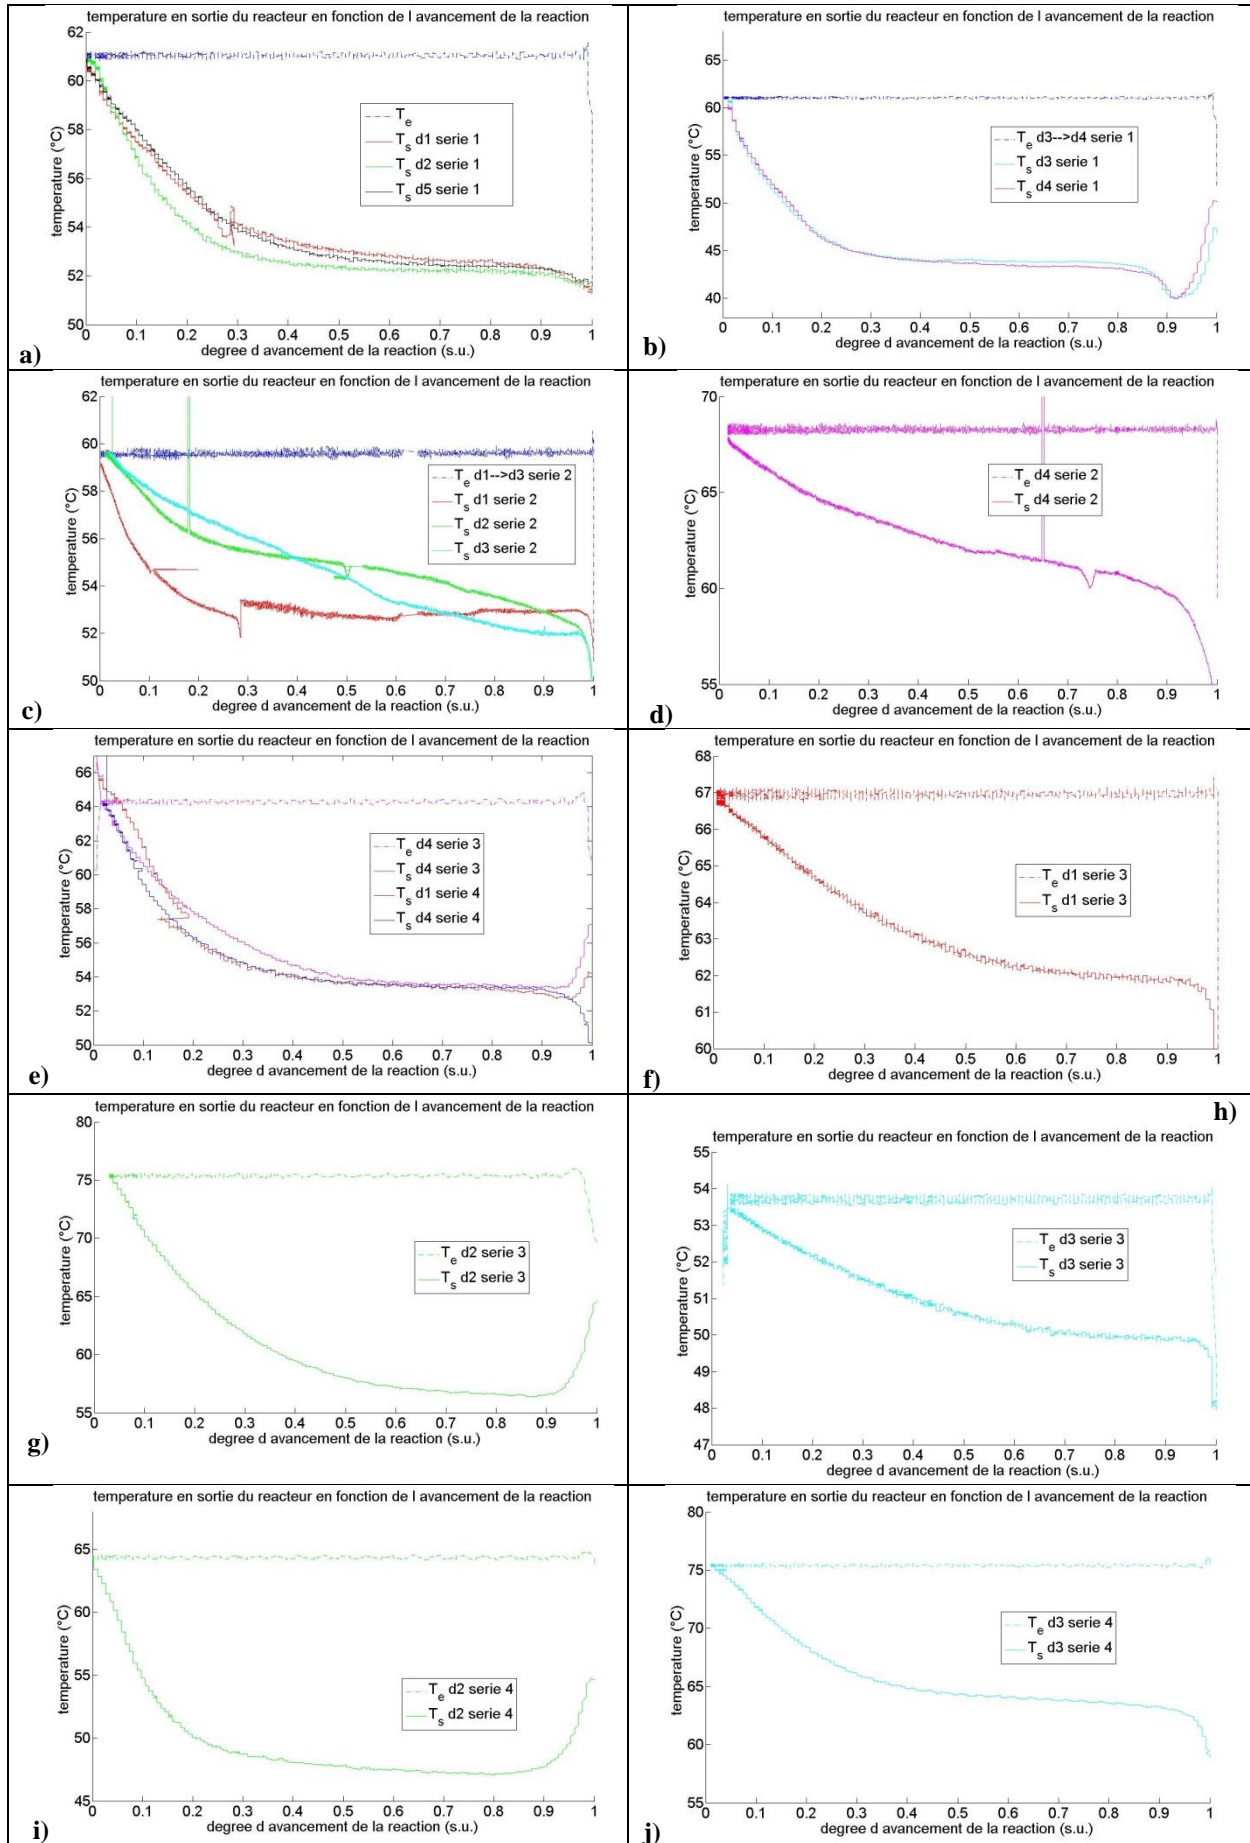 temperature en sortie du reacteur en fonction de l avancement de la reaction
62
60
58
56
54
52
50
temperature (°C)
T_e
T_s d1 serie 1
T_s d2 serie 1
T_s d5 serie 1
0 0.1 0.2 0.3 0.4 0.5 0.6 0.7 0.8 0.9 1
degree d avancement de la reaction (s.u.)
a)
temperature en sortie du reacteur en fonction de l avancement de la reaction
65
60
55
50
45
40
temperature (°C)
T_e d3-->d4 serie 1
T_s d3 serie 1
T_s d4 serie 1
0 0.1 0.2 0.3 0.4 0.5 0.6 0.7 0.8 0.9 1
degree d avancement de la reaction (s.u.)
b)
temperature en sortie du reacteur en fonction de l avancement de la reaction
62
60
58
56
54
52
50
temperature (°C)
T_e d1-->d3 serie 2
T_s d1 serie 2
T_s d2 serie 2
T_s d3 serie 2
0 0.1 0.2 0.3 0.4 0.5 0.6 0.7 0.8 0.9 1
degree d avancement de la reaction (s.u.)
c)
temperature en sortie du reacteur en fonction de l avancement de la reaction
70
65
60
55
temperature (°C)
T_e d4 serie 2
T_s d4 serie 2
0 0.1 0.2 0.3 0.4 0.5 0.6 0.7 0.8 0.9 1
degree d avancement de la reaction (s.u.)
d)
temperature en sortie du reacteur en fonction de l avancement de la reaction
66
64
62
60
58
56
54
52
50
temperature (°C)
T_e d4 serie 3
T_s d4 serie 3
T_s d1 serie 4
T_s d4 serie 4
0 0.1 0.2 0.3 0.4 0.5 0.6 0.7 0.8 0.9 1
degree d avancement de la reaction (s.u.)
e)
temperature en sortie du reacteur en fonction de l avancement de la reaction
68
67
66
65
64
63
62
61
60
temperature (°C)
T_e d1 serie 3
T_s d1 serie 3
0 0.1 0.2 0.3 0.4 0.5 0.6 0.7 0.8 0.9 1
degree d avancement de la reaction (s.u.)
f)
temperature en sortie du reacteur en fonction de l avancement de la reaction
80
75
70
65
60
55
temperature (°C)
T_e d2 serie 3
T_s d2 serie 3
0 0.1 0.2 0.3 0.4 0.5 0.6 0.7 0.8 0.9 1
degree d avancement de la reaction (s.u.)
g)
h)
temperature en sortie du reacteur en fonction de l avancement de la reaction
55
54
53
52
51
50
49
48
47
temperature (°C)
T_e d3 serie 3
T_s d3 serie 3
0 0.1 0.2 0.3 0.4 0.5 0.6 0.7 0.8 0.9 1
degree d avancement de la reaction (s.u.)
temperature en sortie du reacteur en fonction de l avancement de la reaction
65
60
55
50
45
temperature (°C)
T_e d2 serie 4
T_s d2 serie 4
0 0.1 0.2 0.3 0.4 0.5 0.6 0.7 0.8 0.9 1
degree d avancement de la reaction (s.u.)
i)
temperature en sortie du reacteur en fonction de l avancement de la reaction
80
75
70
65
60
55
temperature (°C)
T_e d3 serie 4
T_s d3 serie 4
0 0.1 0.2 0.3 0.4 0.5 0.6 0.7 0.8 0.9 1
degree d avancement de la reaction (s.u.)
j)